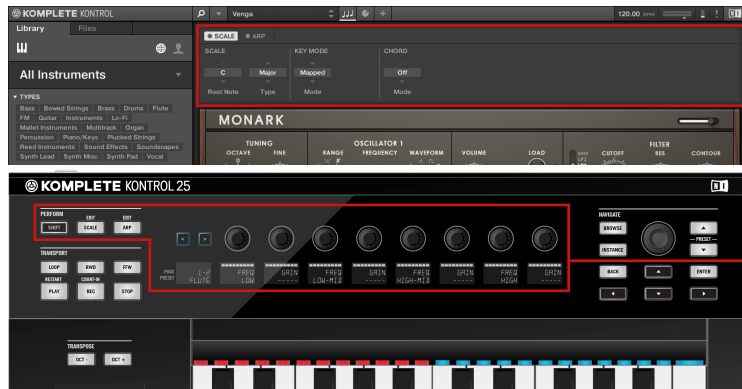 KOMPLETE KONTROL
Venga
120.00 BPM
Library
Files
SCALE
ARP
SCALE
KEY MODE
CHORD
C
Major
Mapped
Off
Root Note
Type
Mode
Mode
All Instruments
TYPES
Bass Bowed Strings Brass Drums Flute
FM Guitar Instruments Lo-Fi
Mallet Instruments Multitrack Organ
Percussion Piano/Keys Plucked Strings
Reed Instruments Sound Effects Soundscapes
Synth Lead Synth Misc Synth Pad Vocal
MONARK
TUNING
OSCILLATOR 1
FILTER
OCTAVE
FINE
RANGE
FREQUENCY
WAVEFORM
VOLUME
LOAD
CUTOFF
RES
CONTOUR
KOMPLETE KONTROL 25
PERFORM
EDIT
EDIT
SHIFT
SCALE
ARP
NAVIGATE
BROWSE
INSTANCE
PRESET
TRANSPORT
LOOP
RWD
FFW
RESTART
COUNT-IN
PLAY
REC
STOP
PAGE
PRESET
1-2
FLUTE
FREQ
LOW
GAIN
-----
FREQ
LOW-MID
GAIN
-----
FREQ
HIGH-MID
GAIN
-----
FREQ
HIGH
GAIN
-----
BACK
ENTER
TRANSPOSE
OCT -
OCT +